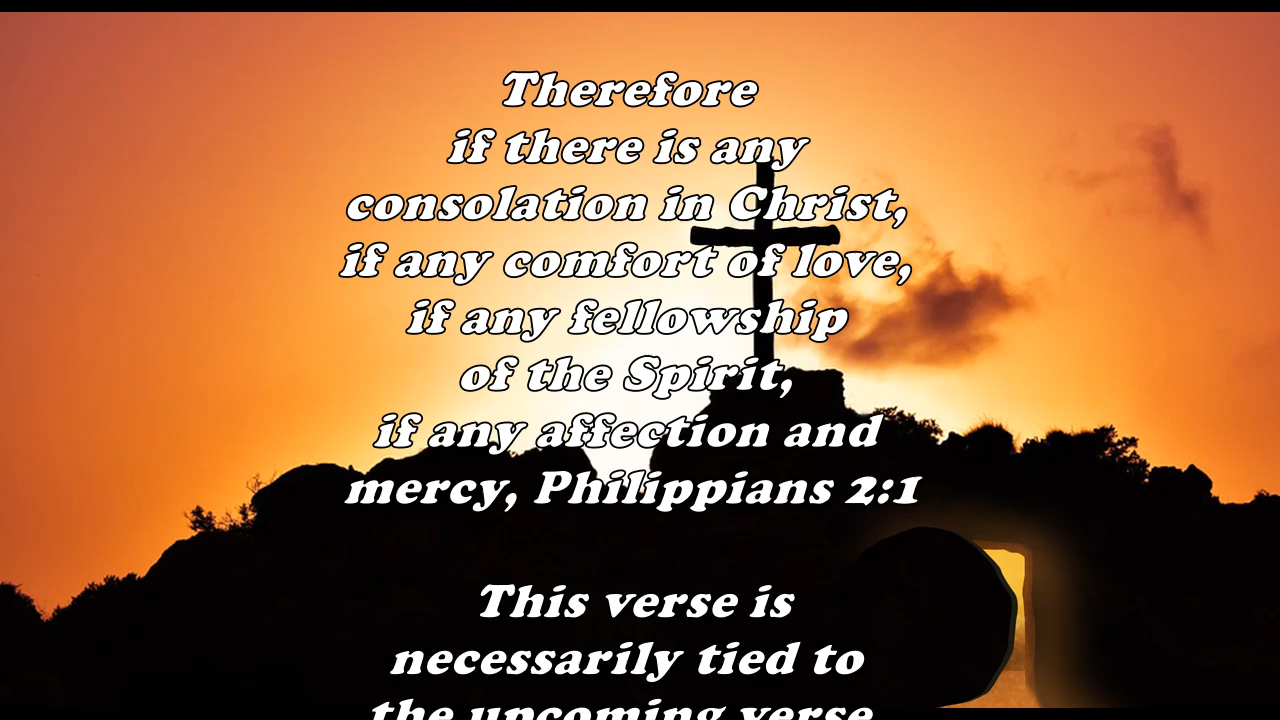 Therefore
if there is any
consolation in Christ,
if any comfort of love,
if any fellowship
of the Spirit,
if any affection and
mercy, Philippians 2:1
This verse is
necessarily tied to
the upcoming verse